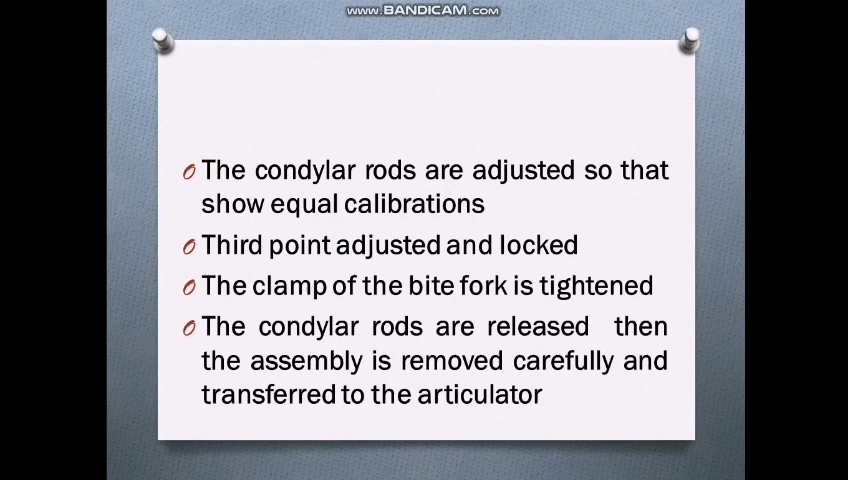 www.BANDICAM.com
The condylar rods are adjusted so that
show equal calibrations
Third point adjusted and locked
The clamp of the bite fork is tightened
The condylar rods are released then
the assembly is removed carefully and
transferred to the articulator